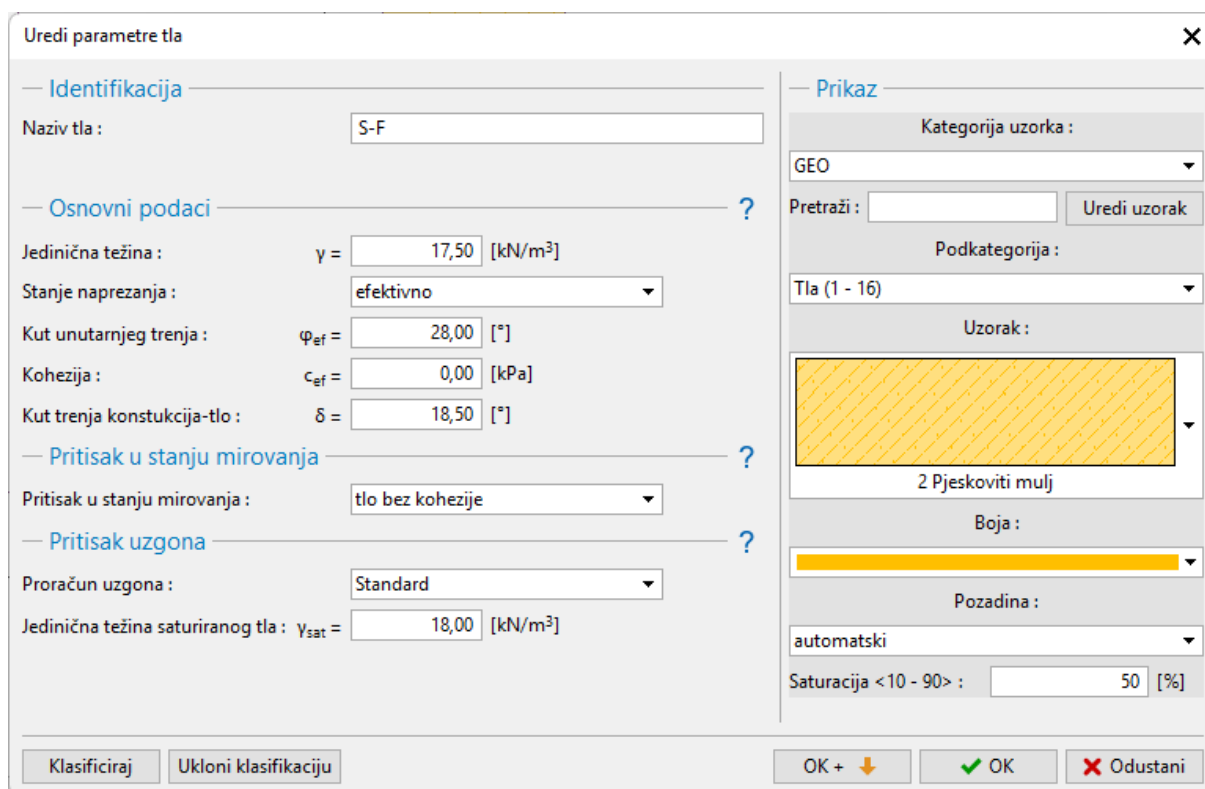 Uredi parametre tla
Identifikacija
Naziv tla : S-F
Osnovni podaci ?
Jedinična težina : γ = 17,50 [kN/m³]
Stanje naprezanja : efektivno
Kut unutarnjeg trenja : φef = 28,00 [°]
Kohezija : cef = 0,00 [kPa]
Kut trenja konstukcija-tlo : δ = 18,50 [°]
Pritisak u stanju mirovanja ?
Pritisak u stanju mirovanja : tlo bez kohezije
Pritisak uzgona ?
Proračun uzgona : Standard
Jedinična težina saturiranog tla : γsat = 18,00 [kN/m³]
Prikaz
Kategorija uzorka :
GEO
Pretraži : Uredi uzorak
Podkategorija :
Tla (1 - 16)
Uzorak :
2 Pjeskoviti mulj
Boja :
Pozadina :
automatski
Saturacija <10 - 90> : 50 [%]
Klasificiraj Ukloni klasifikaciju OK + OK Odustani